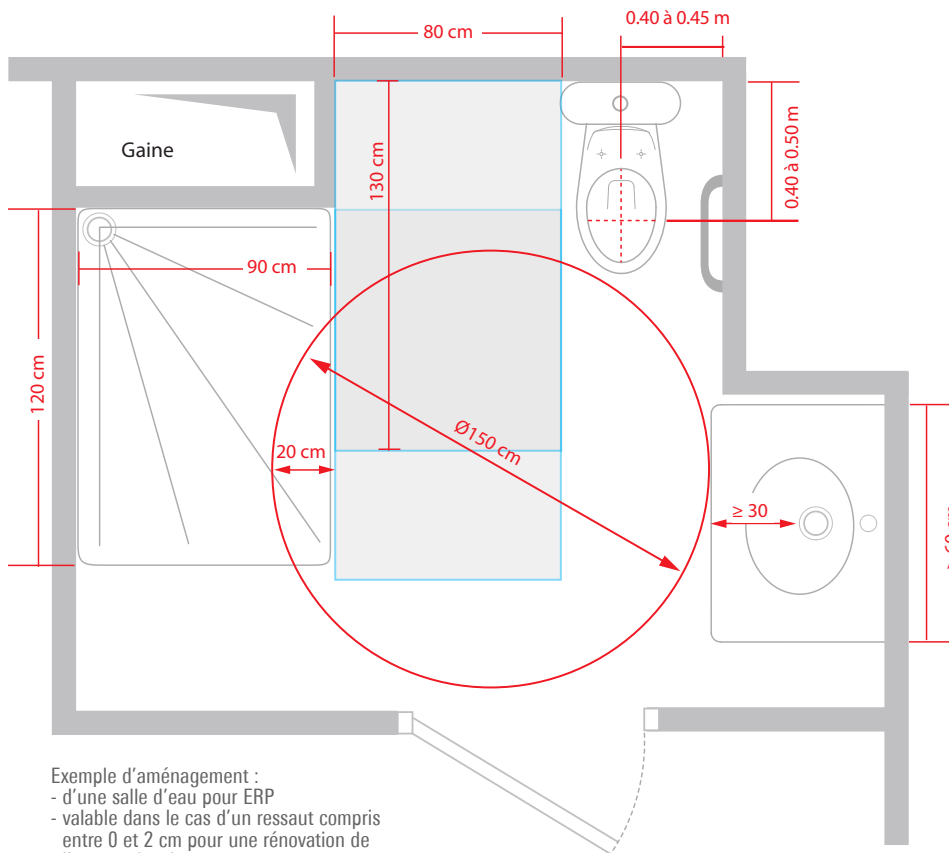 0.40 à 0.45 m
80 cm
0.40 à 0.50 m
Gaine
130 cm
90 cm
120 cm
Ø150 cm
20 cm
≥ 30
Exemple d’aménagement :
- d’une salle d’eau pour ERP
- valable dans le cas d’un ressaut compris
entre 0 et 2 cm pour une rénovation de